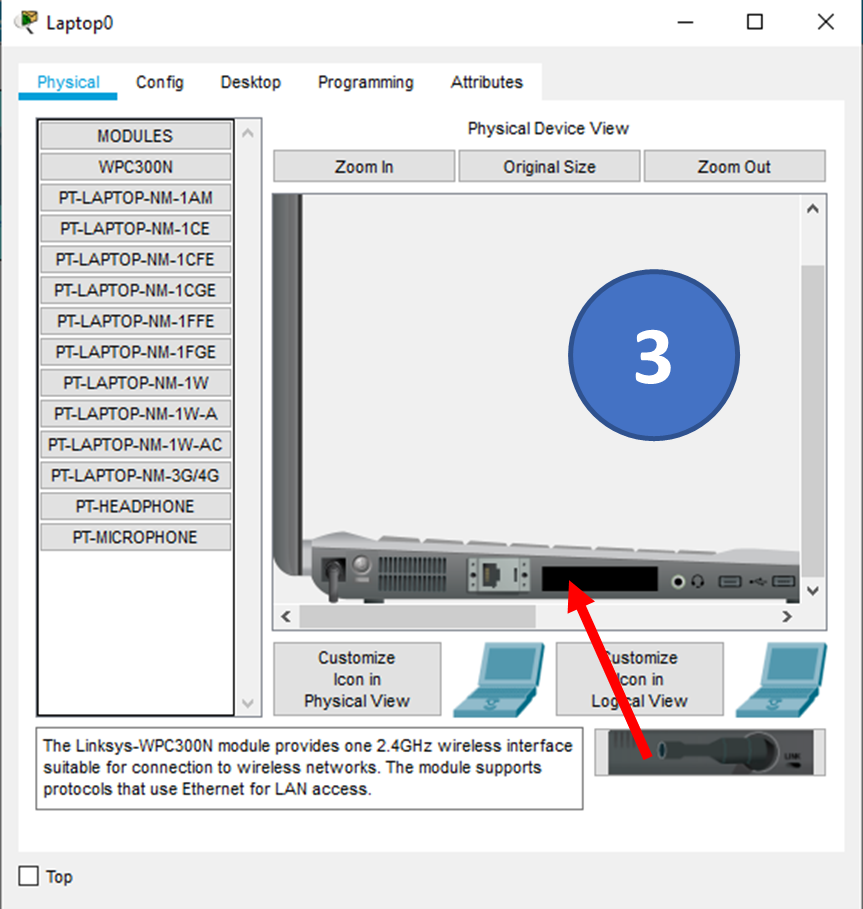 Laptop0
Physical Config Desktop Programming Attributes
MODULES
WPC300N
PT-LAPTOP-NM-1AM
PT-LAPTOP-NM-1CE
PT-LAPTOP-NM-1CFE
PT-LAPTOP-NM-1CGE
PT-LAPTOP-NM-1FFE
PT-LAPTOP-NM-1FGE
PT-LAPTOP-NM-1W
PT-LAPTOP-NM-1W-A
PT-LAPTOP-NM-1W-AC
PT-LAPTOP-NM-3G/4G
PT-HEADPHONE
PT-MICROPHONE
Physical Device View
Zoom In Original Size Zoom Out
3
Customize
Icon in
Physical View
Customize
Icon in
Logical View
The Linksys-WPC300N module provides one 2.4GHz wireless interface
suitable for connection to wireless networks. The module supports
protocols that use Ethernet for LAN access.
LINK
Top